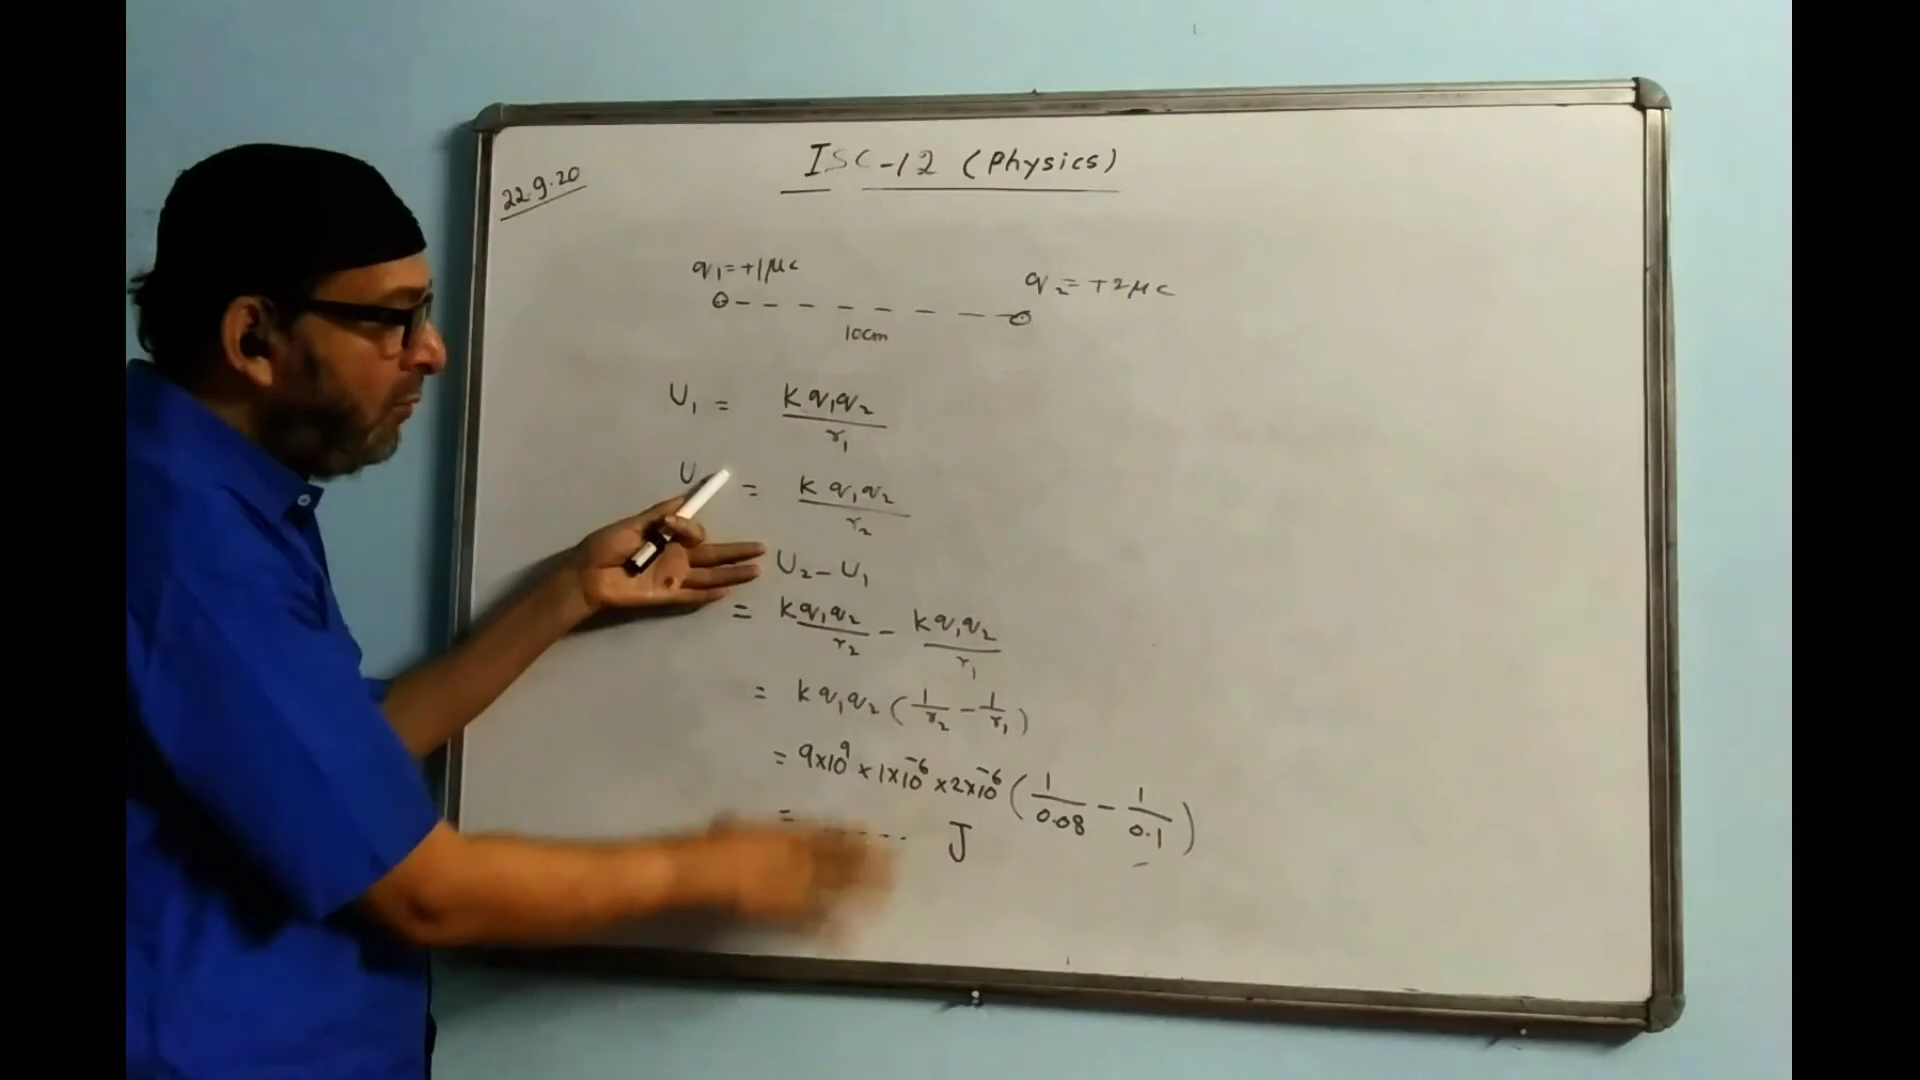 ISC-12 (Physics)
22.9.20
q₁=+1μc
q₂=+2μc
10cm
U₁ = Kq₁q₂/r₁
U = Kq₁q₂/r₂
U₂-U₁
= Kq₁q₂/r₂ - Kq₁q₂/r₁
= Kq₁q₂(1/r₂ - 1/r₁)
= 9×10⁹×1×10⁻⁶×2×10⁻⁶(1/0.08 - 1/0.1)
= ..... J